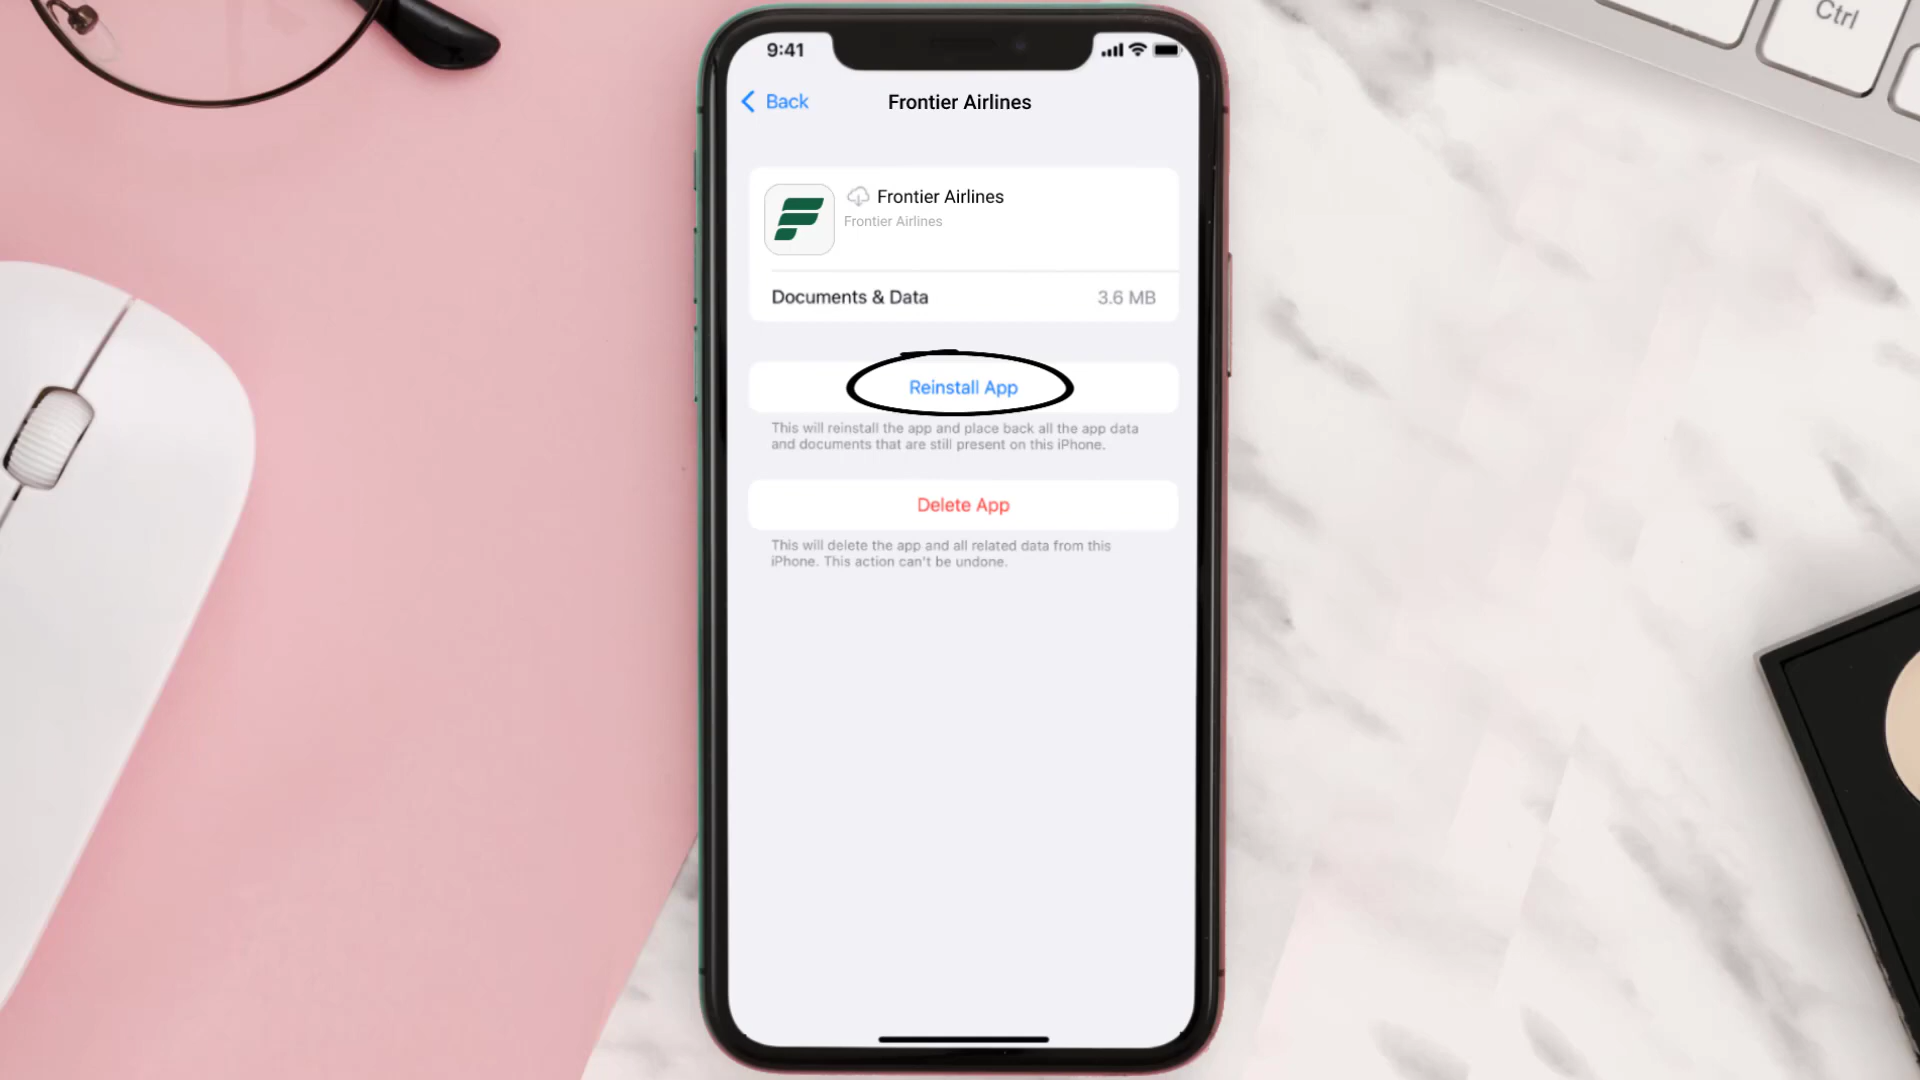 Ctrl
9:41
Back
Frontier Airlines
Frontier Airlines
Frontier Airlines
Documents & Data 3.6 MB
Reinstall App
This will reinstall the app and place back all the app data
and documents that are still present on this iPhone.
Delete App
This will delete the app and all related data from this
iPhone. This action can't be undone.